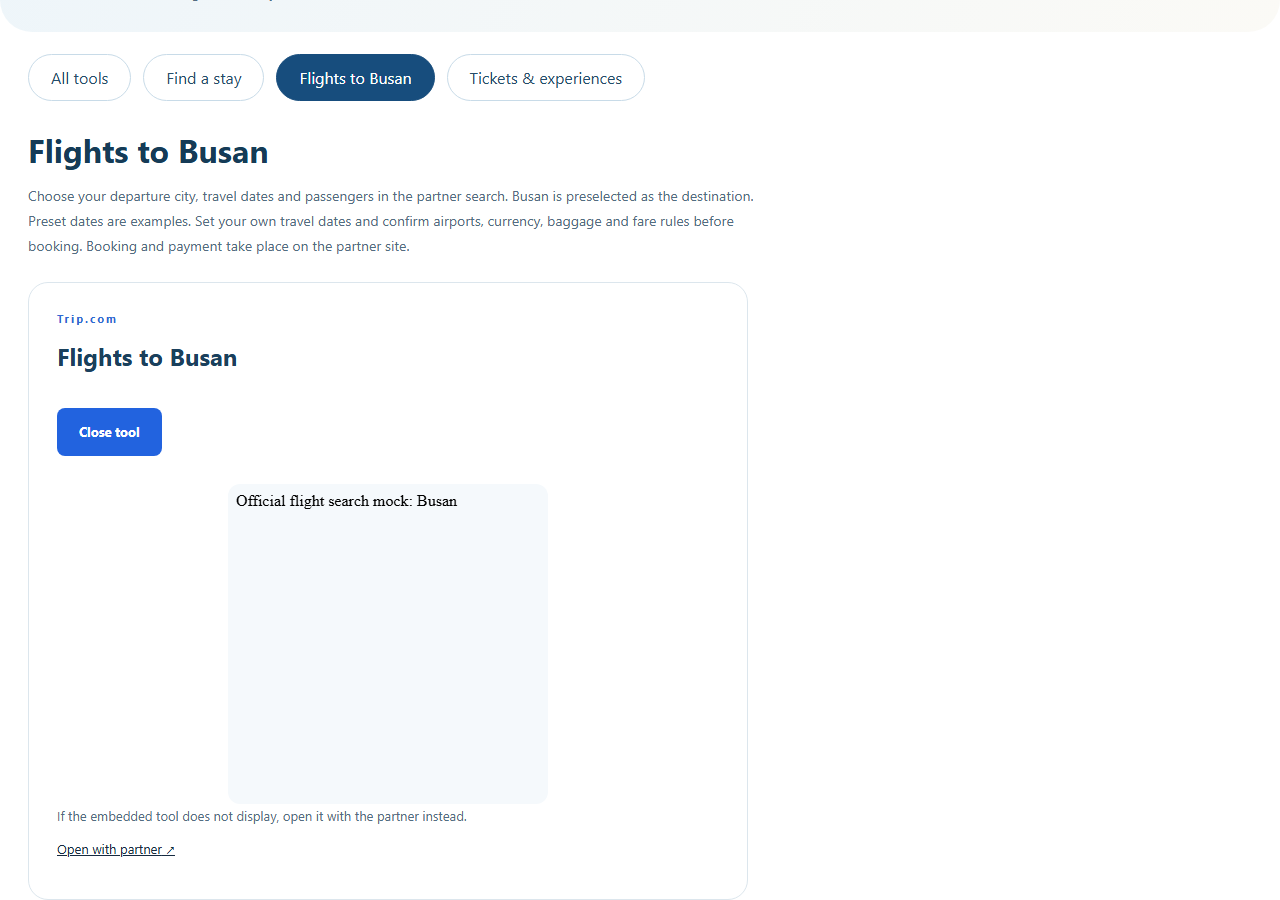 All tools
Find a stay
Flights to Busan
Tickets & experiences
Flights to Busan
Choose your departure city, travel dates and passengers in the partner search. Busan is preselected as the destination.
Preset dates are examples. Set your own travel dates and confirm airports, currency, baggage and fare rules before
booking. Booking and payment take place on the partner site.
Trip.com
Flights to Busan
Close tool
Official flight search mock: Busan
If the embedded tool does not display, open it with the partner instead.
Open with partner ↗